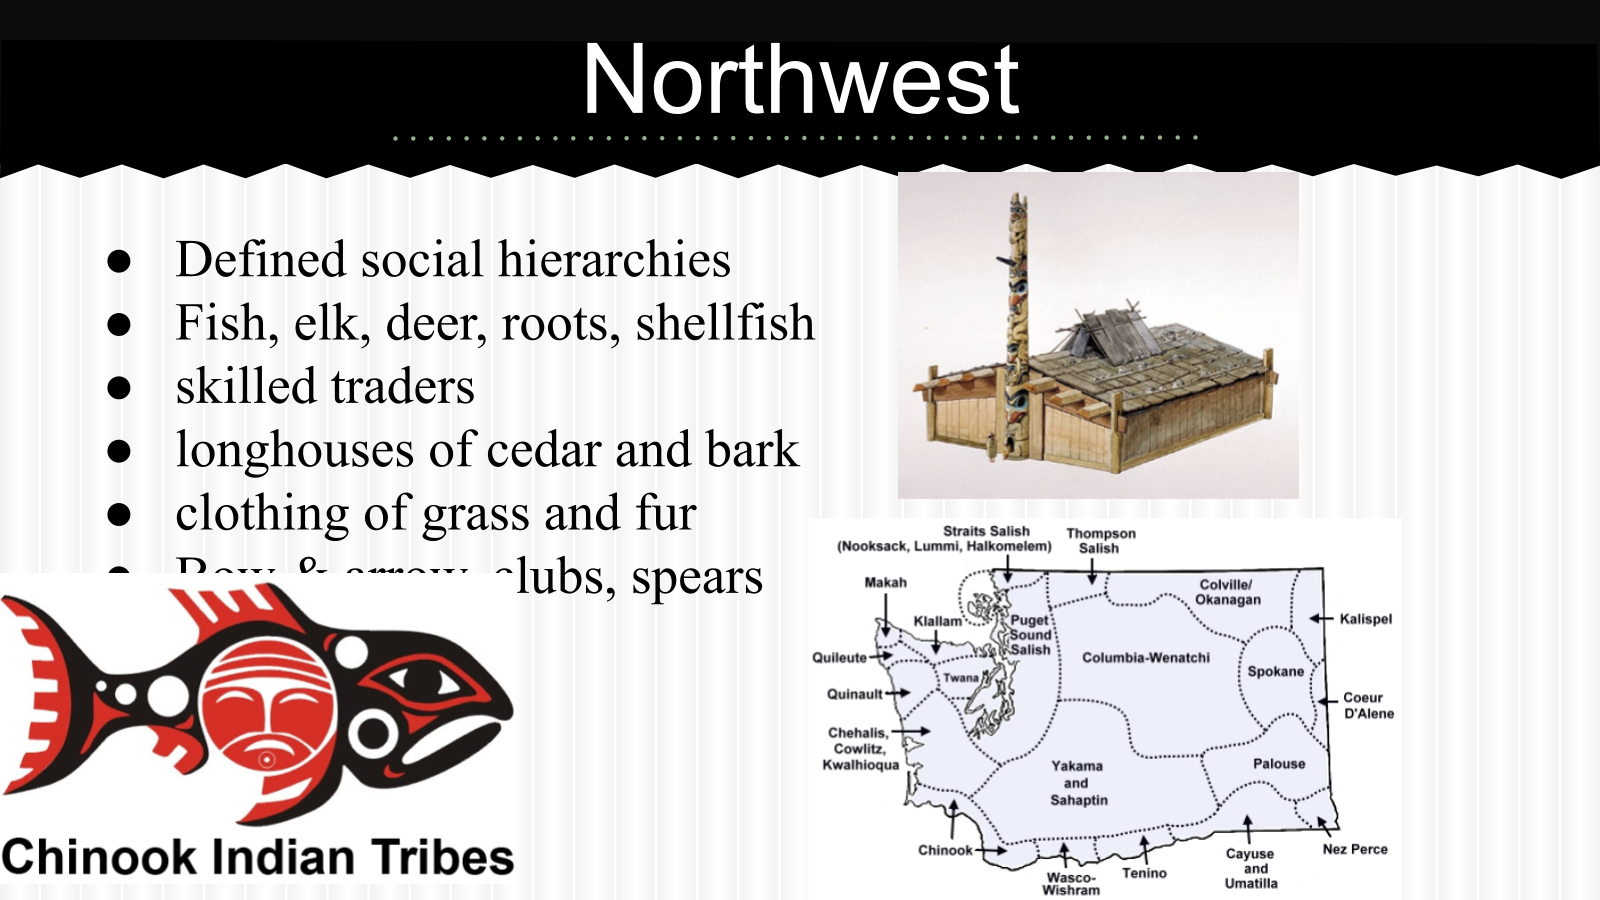 Northwest
● Defined social hierarchies
● Fish, elk, deer, roots, shellfish
● skilled traders
● longhouses of cedar and bark
● clothing of grass and fur
● Bow & arrow, clubs, spears
Chinook Indian Tribes
Straits Salish
(Nooksack, Lummi, Halkomelem)
Thompson
Salish
Makah
Colville/
Okanagan
Klallam
Puget
Sound
Salish
Kalispel
Quileute
Columbia-Wenatchi
Twana
Spokane
Quinault
Coeur
D'Alene
Chehalis,
Cowlitz,
Kwalhioqua
Yakama
and
Sahaptin
Palouse
Chinook
Wasco-
Wishram
Tenino
Cayuse
and
Umatilla
Nez Perce